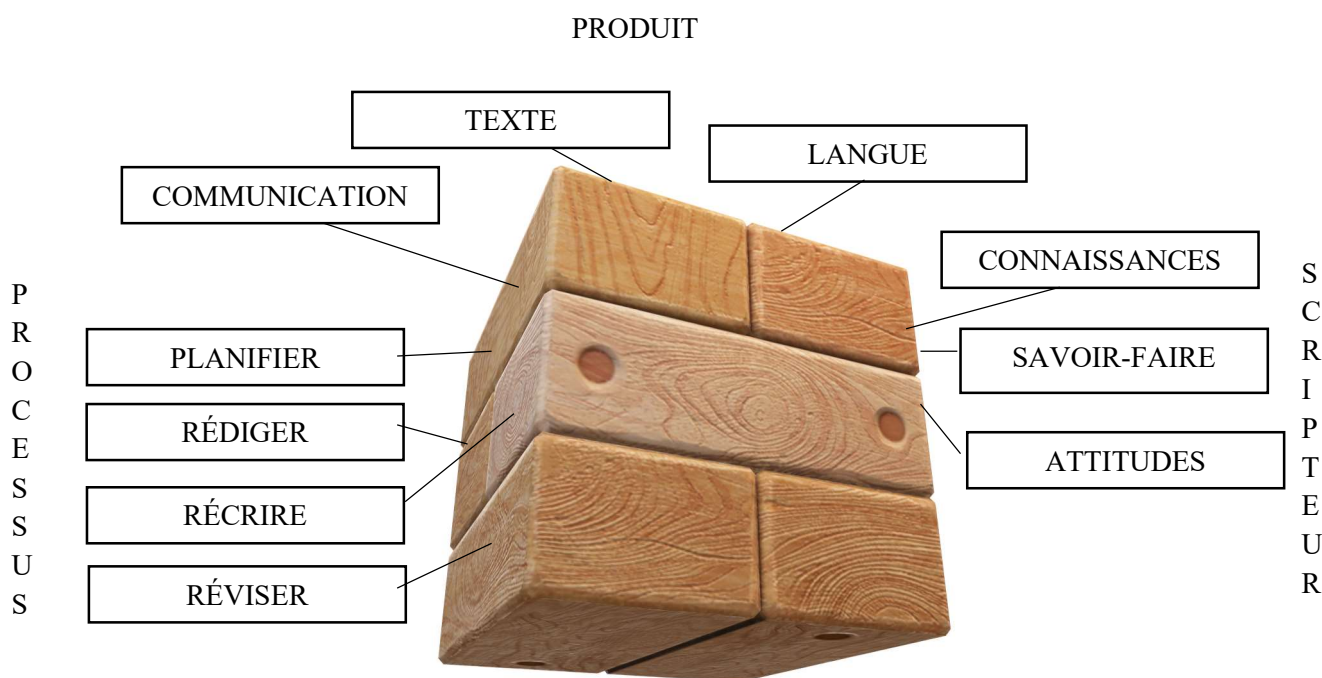 PRODUIT
TEXTE
LANGUE
COMMUNICATION
CONNAISSANCES
PROCESSUS
SCRIPTEUR
PLANIFIER
SAVOIR-FAIRE
RÉDIGER
ATTITUDES
RÉCRIRE
RÉVISER